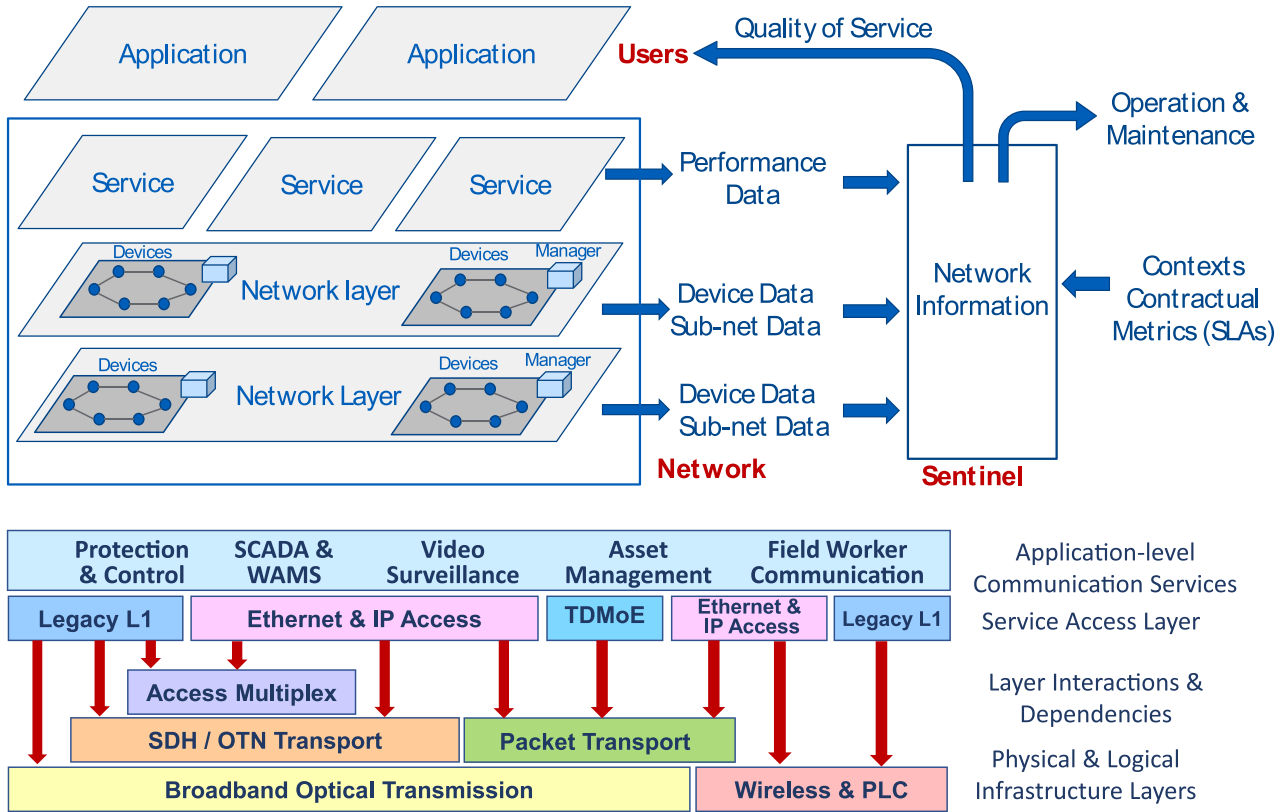 Application
Application
Users
Quality of Service
Operation &
Maintenance
Service
Service
Service
Performance
Data
Devices
Network layer
Devices
Manager
Device Data
Sub-net Data
Network
Information
Contexts
Contractual
Metrics (SLAs)
Devices
Network Layer
Devices
Manager
Device Data
Sub-net Data
Network
Sentinel
Protection
& Control
SCADA &
WAMS
Video
Surveillance
Asset
Management
Field Worker
Communication
Application-level
Communication Services
Legacy L1
Ethernet & IP Access
TDMoE
Ethernet &
IP Access
Legacy L1
Service Access Layer
Access Multiplex
Layer Interactions &
Dependencies
SDH / OTN Transport
Packet Transport
Broadband Optical Transmission
Wireless & PLC
Physical & Logical
Infrastructure Layers